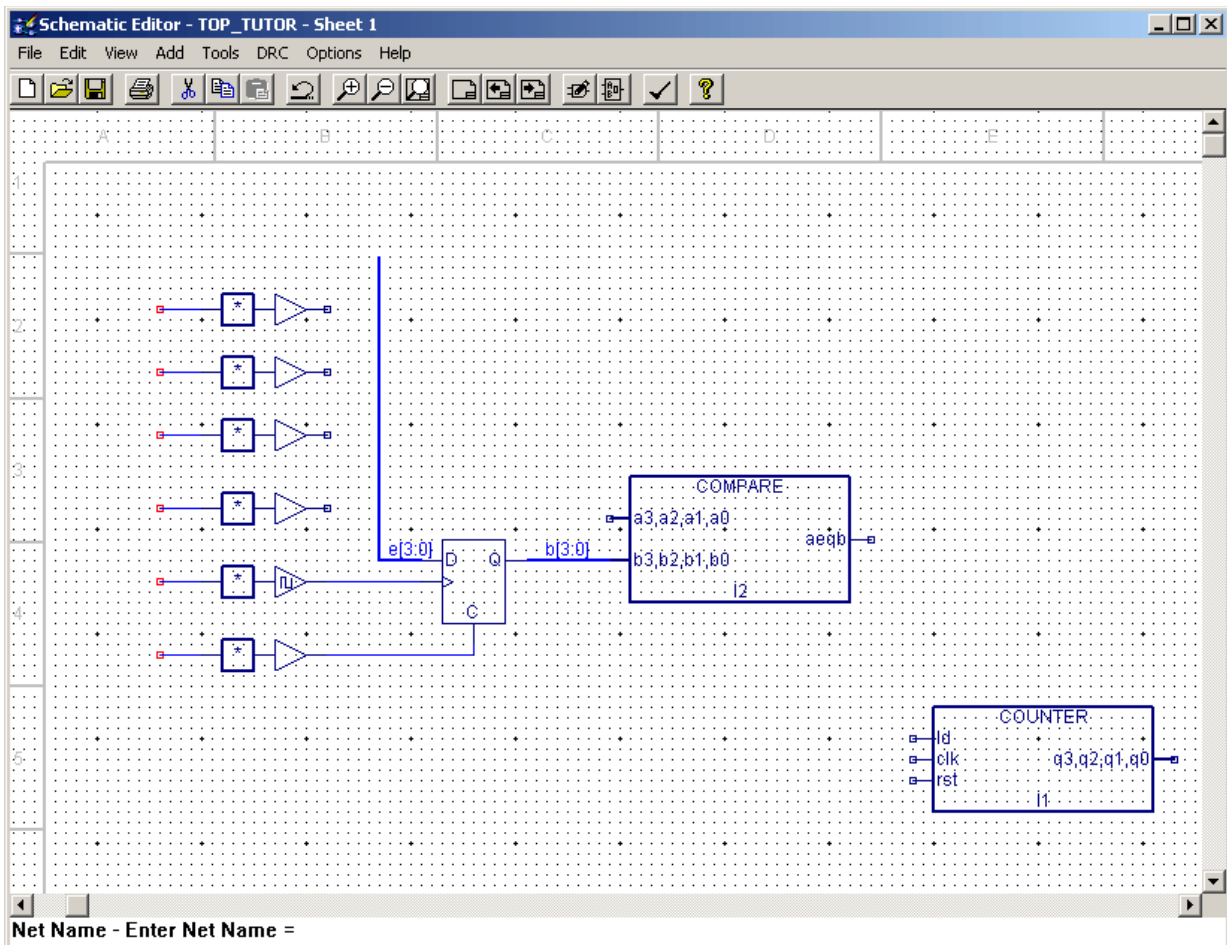 Schematic Editor - TOP_TUTOR - Sheet 1
File Edit View Add Tools DRC Options Help
A B C D E
1
2
* 
*
*
3
COMPARE
*
a3,a2,a1,a0
aeqb
e[3:0] D Q b[3:0] b3,b2,b1,b0
*
I2
C
4
*
COUNTER
ld
5
clk q3,q2,q1,q0
rst
I1
Net Name - Enter Net Name =